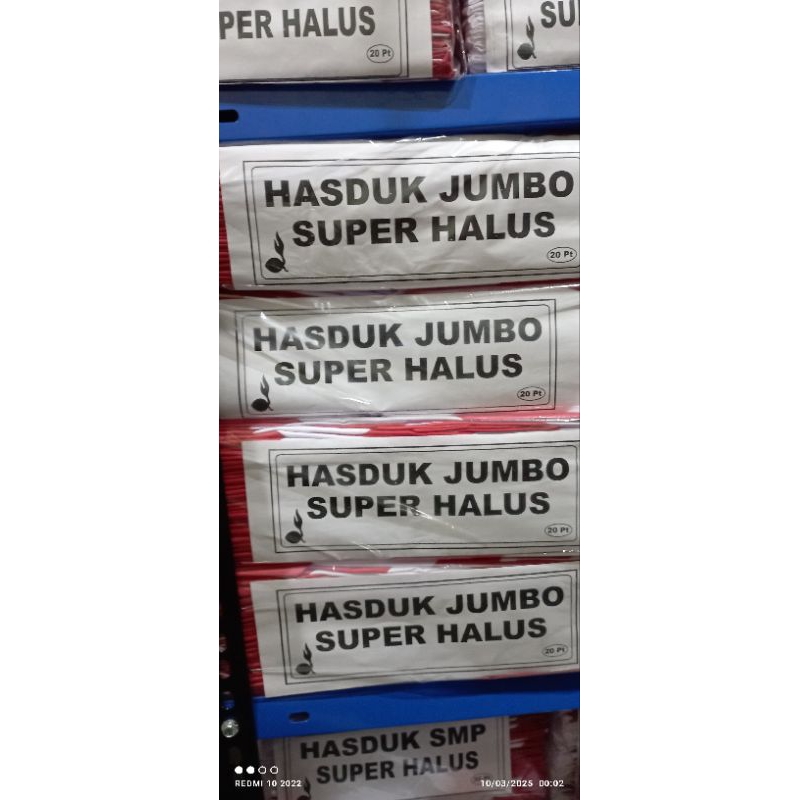 PER HALUS
20 Pt
SU
HASDUK JUMBO
SUPER HALUS
20 Pt
HASDUK JUMBO
SUPER HALUS
20 Pt
HASDUK JUMBO
SUPER HALUS
20 Pt
HASDUK JUMBO
SUPER HALUS
20 Pt
HASDUK SMP
SUPER HALUS
REDMI 10 2022
10/03/2025 00:02